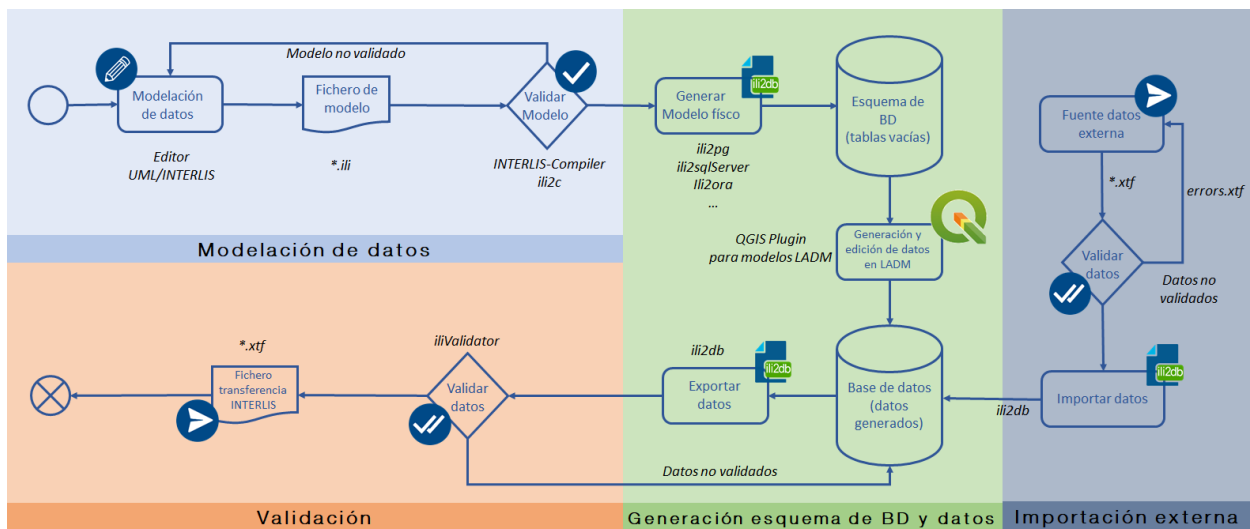 Modelo no validado
Modelación
de datos
Editor
UML/INTERLIS
Fichero de
modelo
*.ili
Validar
Modelo
INTERLIS-Compiler
ili2c
Modelación de datos
Generar
Modelo físco
ili2db
ili2pg
ili2sqlServer
Ili2ora
...
Esquema de
BD
(tablas vacías)
QGIS Plugin
para modelos LADM
Generación y
edición de datos
en LADM
Base de datos
(datos
generados)
ili2db
Exportar
datos
ili2db
Generación esquema de BD y datos
Fuente datos
externa
*.xtf
errors.xtf
Validar
datos
Datos no
validados
Importar datos
ili2db
ili2db
Importación externa
iliValidator
Validar
datos
Datos no validados
*.xtf
Fichero
transferencia
INTERLIS
Validación